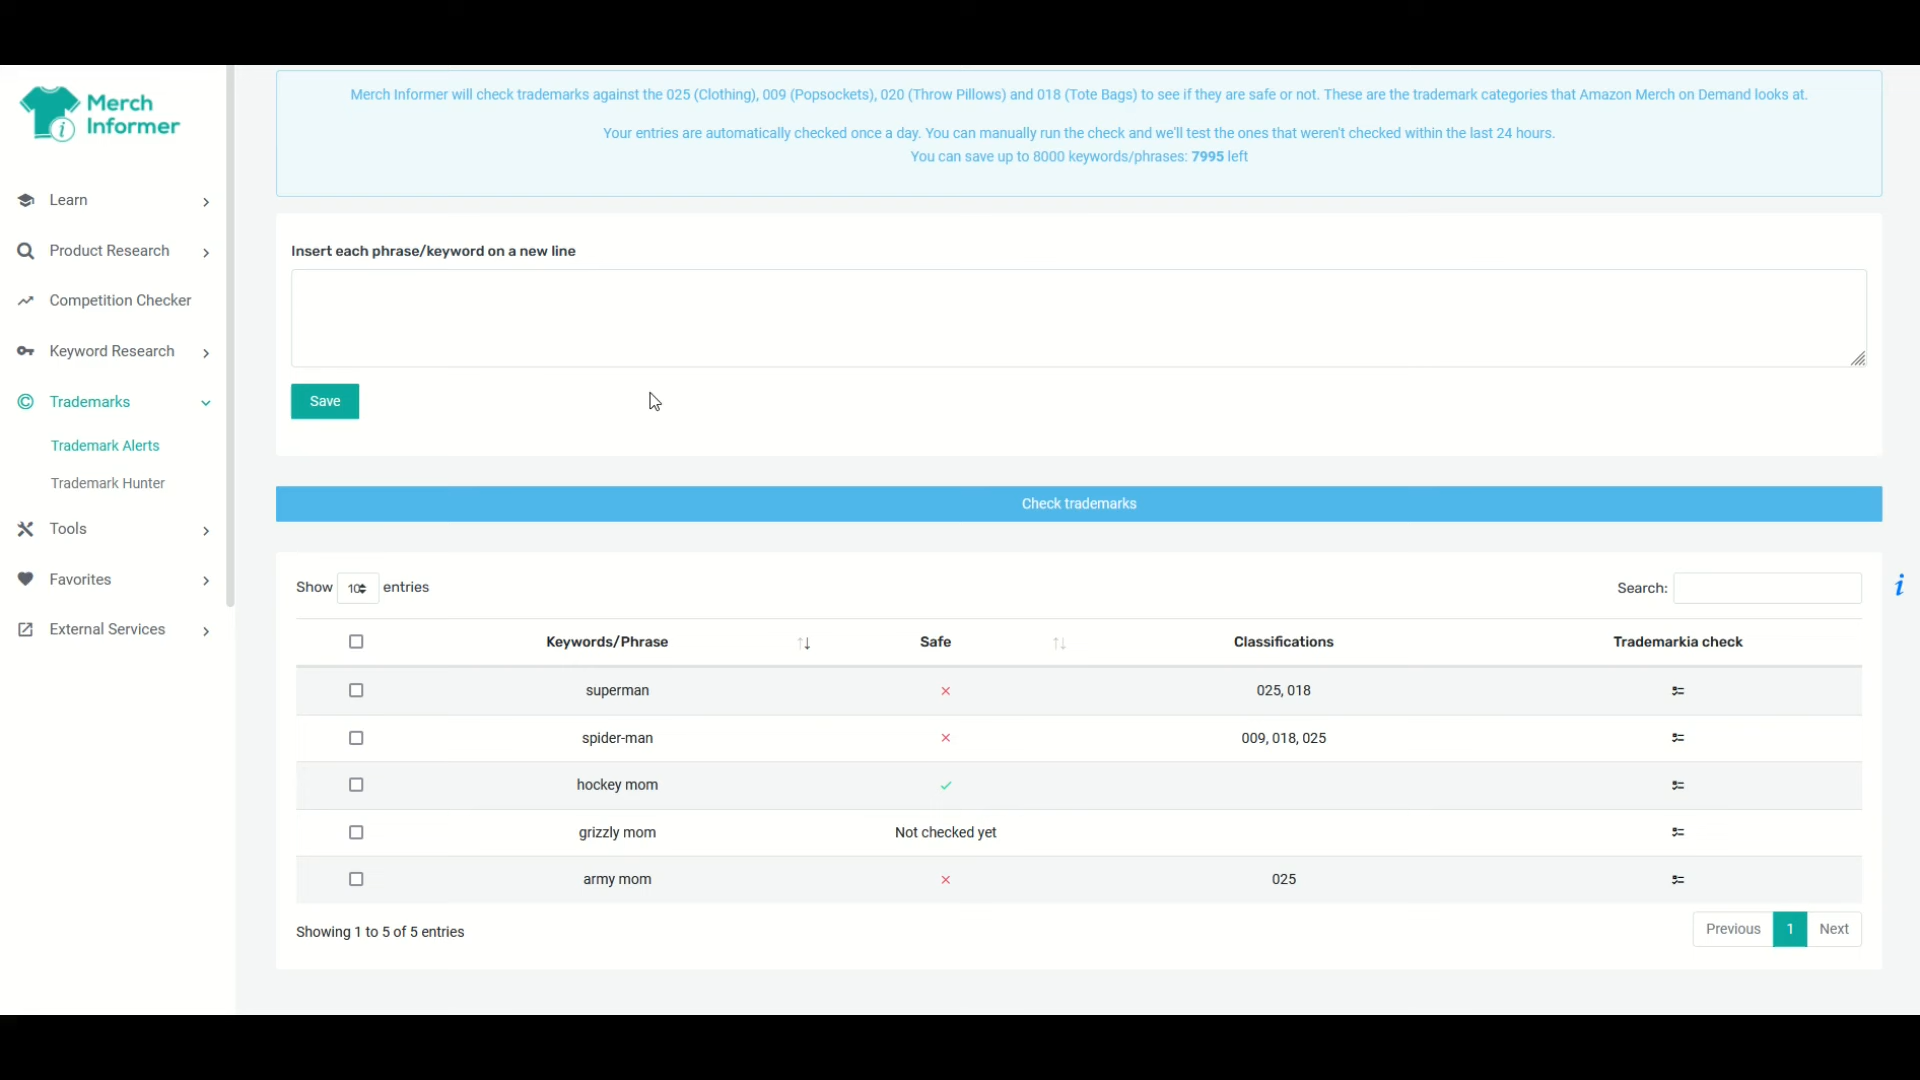 Merch
Informer
Learn
Product Research
Competition Checker
Keyword Research
Trademarks
Trademark Alerts
Trademark Hunter
Tools
Favorites
External Services
Merch Informer will check trademarks against the 025 (Clothing), 009 (Popsockets), 020 (Throw Pillows) and 018 (Tote Bags) to see if they are safe or not. These are the trademark categories that Amazon Merch on Demand looks at.
Your entries are automatically checked once a day. You can manually run the check and we'll test the ones that weren't checked within the last 24 hours.
You can save up to 8000 keywords/phrases: 7995 left
Insert each phrase/keyword on a new line
Save
Check trademarks
Show 10 entries Search:
Keywords/Phrase Safe Classifications Trademarkia check
superman 025, 018
spider-man 009, 018, 025
hockey mom
grizzly mom Not checked yet
army mom 025
Showing 1 to 5 of 5 entries Previous 1 Next